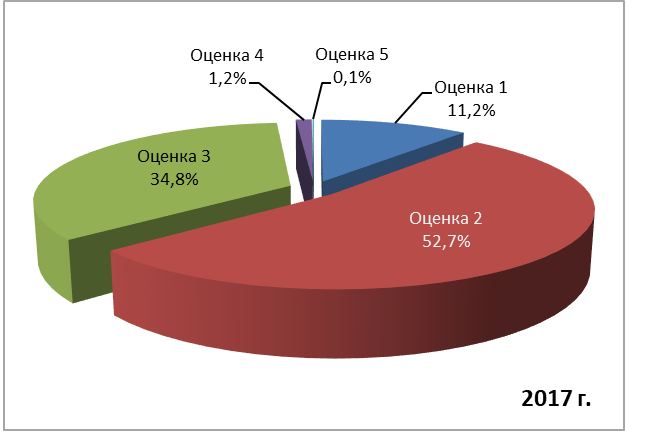 Оценка 4
1,2%
Оценка 5
0,1%
Оценка 1
11,2%
Оценка 3
34,8%
Оценка 2
52,7%
2017 г.